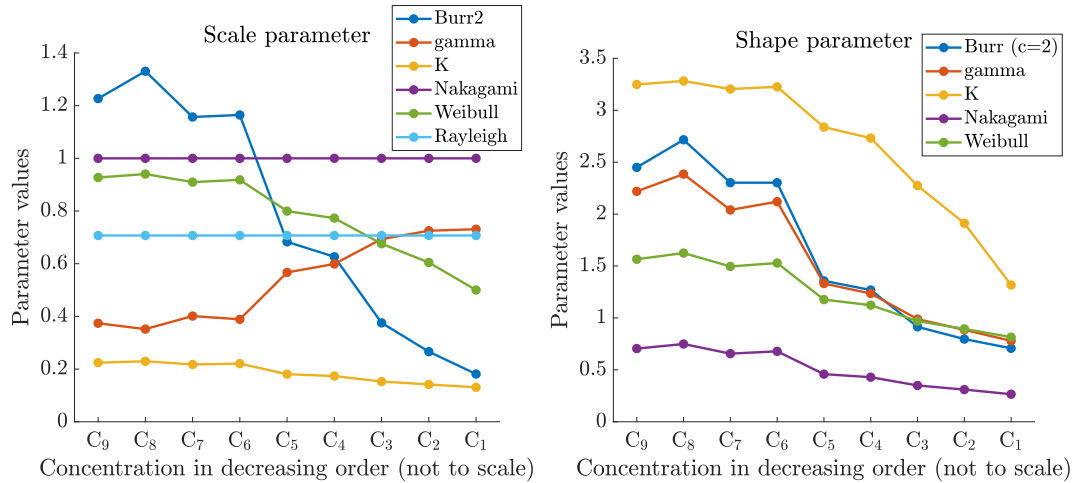 Scale parameter
Burr2
gamma
K
Nakagami
Weibull
Rayleigh
1.4
1.2
1
0.8
0.6
0.4
0.2
0
Parameter values
C₉ C₈ C₇ C₆ C₅ C₄ C₃ C₂ C₁
Concentration in decreasing order (not to scale)
Shape parameter
Burr (c=2)
gamma
K
Nakagami
Weibull
3.5
3
2.5
2
1.5
1
0.5
0
Parameter values
C₉ C₈ C₇ C₆ C₅ C₄ C₃ C₂ C₁
Concentration in decreasing order (not to scale)